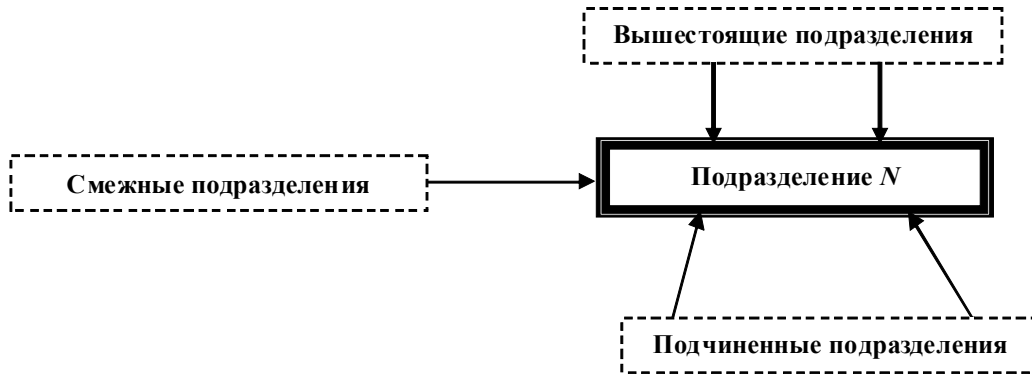 Вышестоящие подразделения
Смежные подразделения
Подразделение N
Подчиненные подразделения